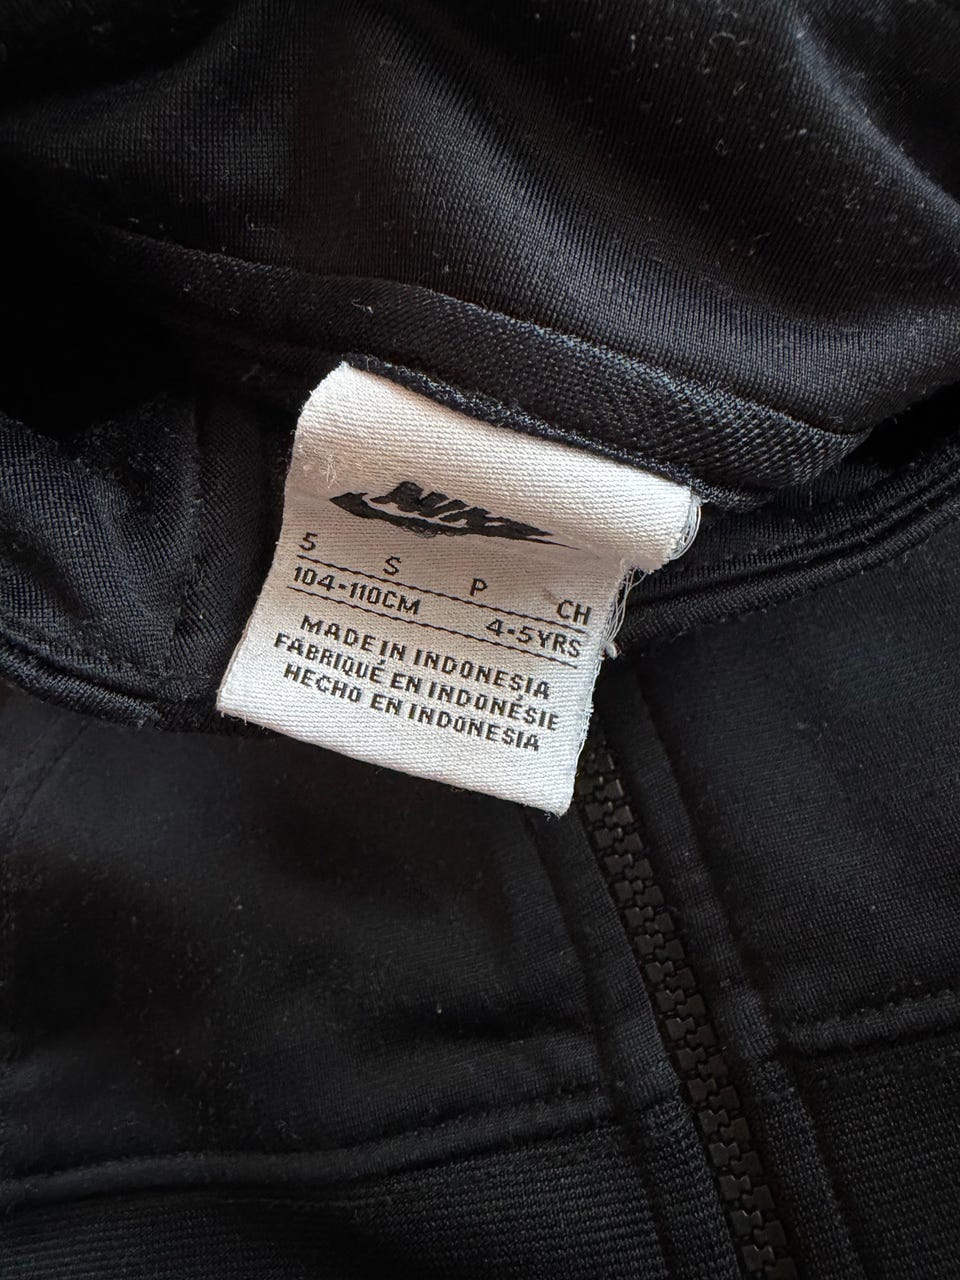 NIKE
5 S P CH
104-110CM 4-5YRS
MADE IN INDONESIA
FABRIQUÉ EN INDONÉSIE
HECHO EN INDONESIA